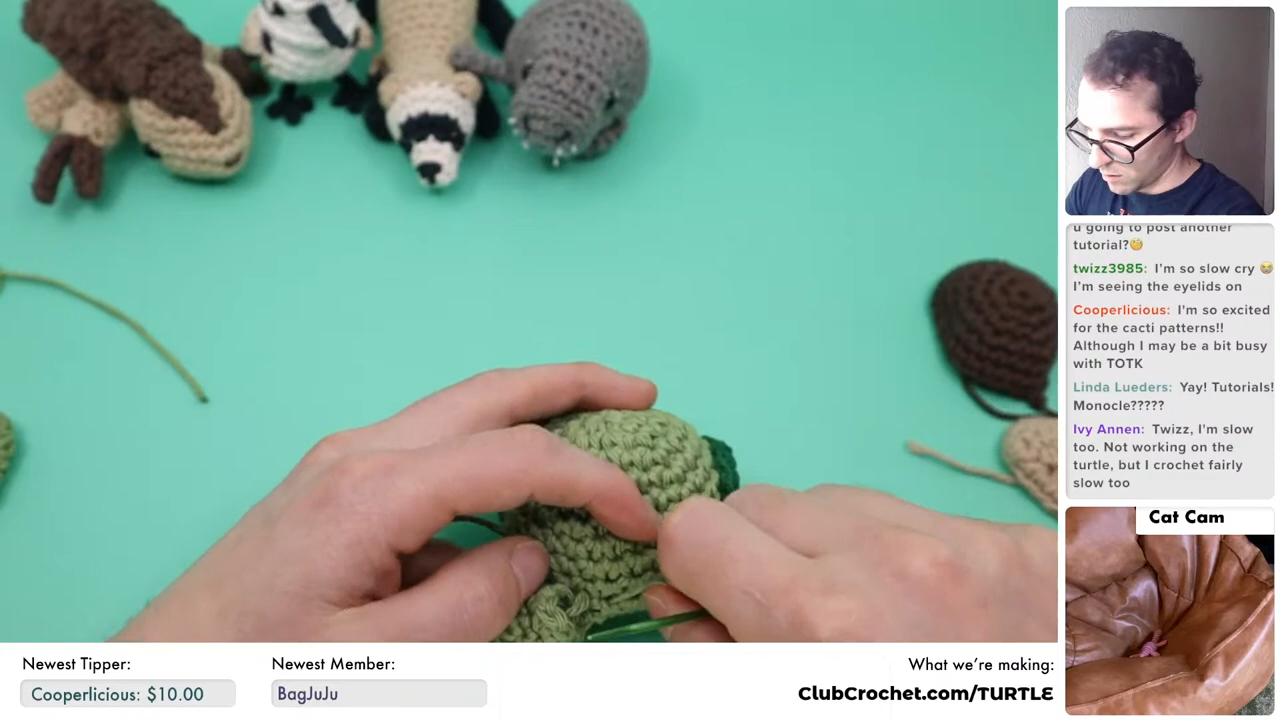 u going to post another
tutorial?🧐
twizz3985: I'm so slow cry 😭
I'm seeing the eyelids on
Cooperlicious: I'm so excited
for the cacti patterns!!
Although I may be a bit busy
with TOTK
Linda Lueders: Yay! Tutorials!
Monocle?????
Ivy Annen: Twizz, I'm slow
too. Not working on the
turtle, but I crochet fairly
slow too
Cat Cam
Newest Tipper:
Cooperlicious: $10.00
Newest Member:
BagJuJu
What we're making:
ClubCrochet.com/TURTLE